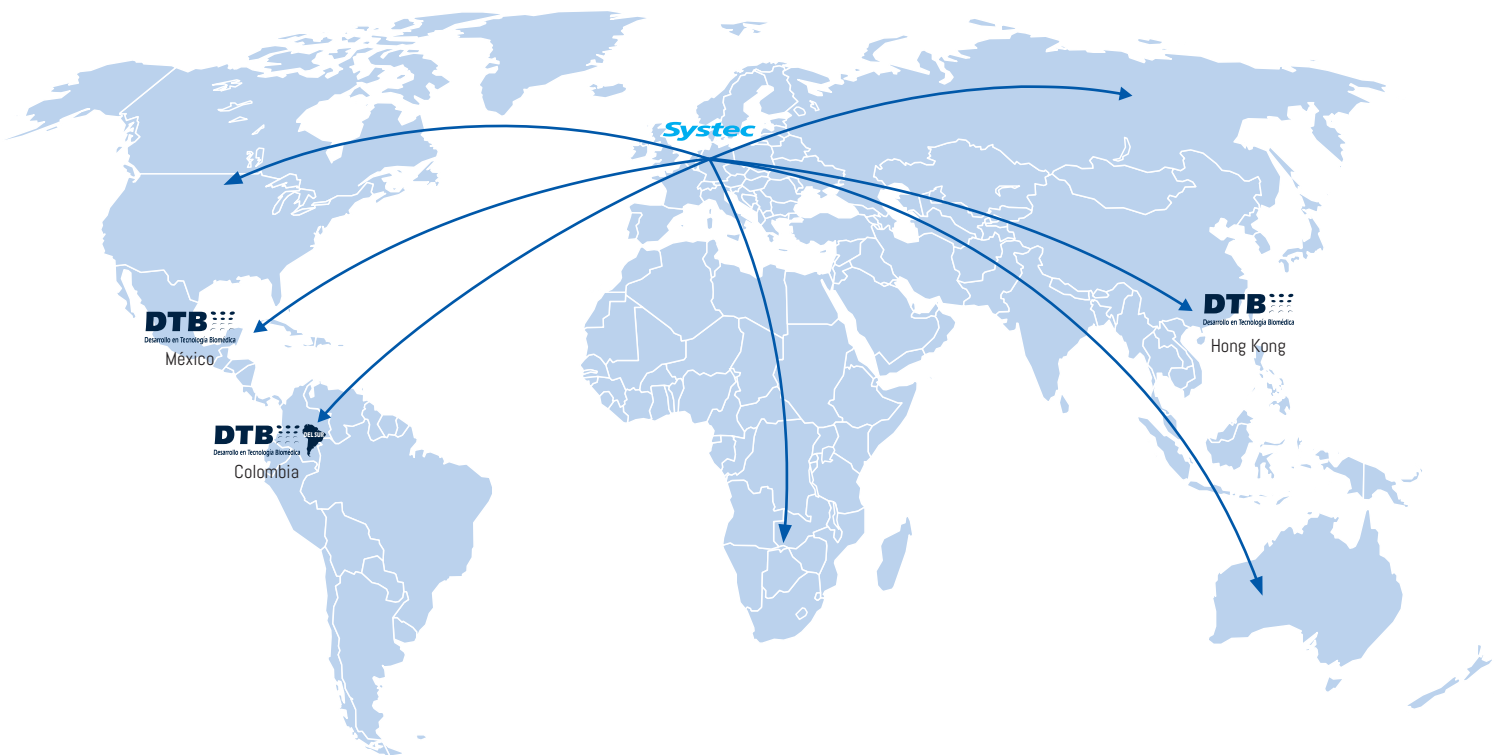 Systec
DTB
Desarrollo en Tecnología Biomédica
México
DTB
Desarrollo en Tecnología Biomédica
Hong Kong
DTB
DEL SUR
Desarrollo en Tecnología Biomédica
Colombia